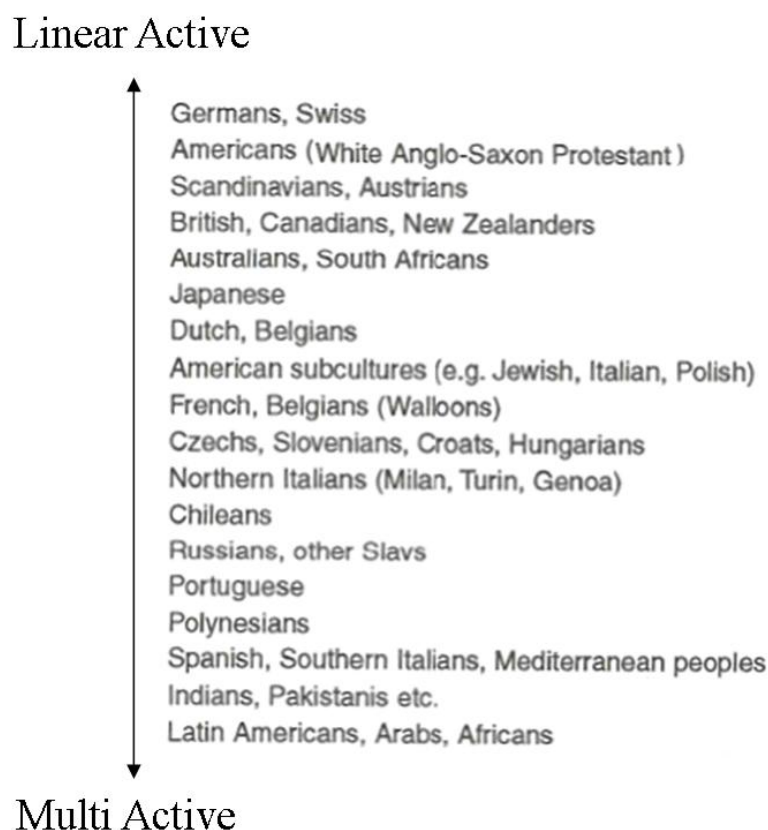 Linear Active
Germans, Swiss
Americans (White Anglo-Saxon Protestant)
Scandinavians, Austrians
British, Canadians, New Zealanders
Australians, South Africans
Japanese
Dutch, Belgians
American subcultures (e.g. Jewish, Italian, Polish)
French, Belgians (Walloons)
Czechs, Slovenians, Croats, Hungarians
Northern Italians (Milan, Turin, Genoa)
Chileans
Russians, other Slavs
Portuguese
Polynesians
Spanish, Southern Italians, Mediterranean peoples
Indians, Pakistanis etc.
Latin Americans, Arabs, Africans
Multi Active